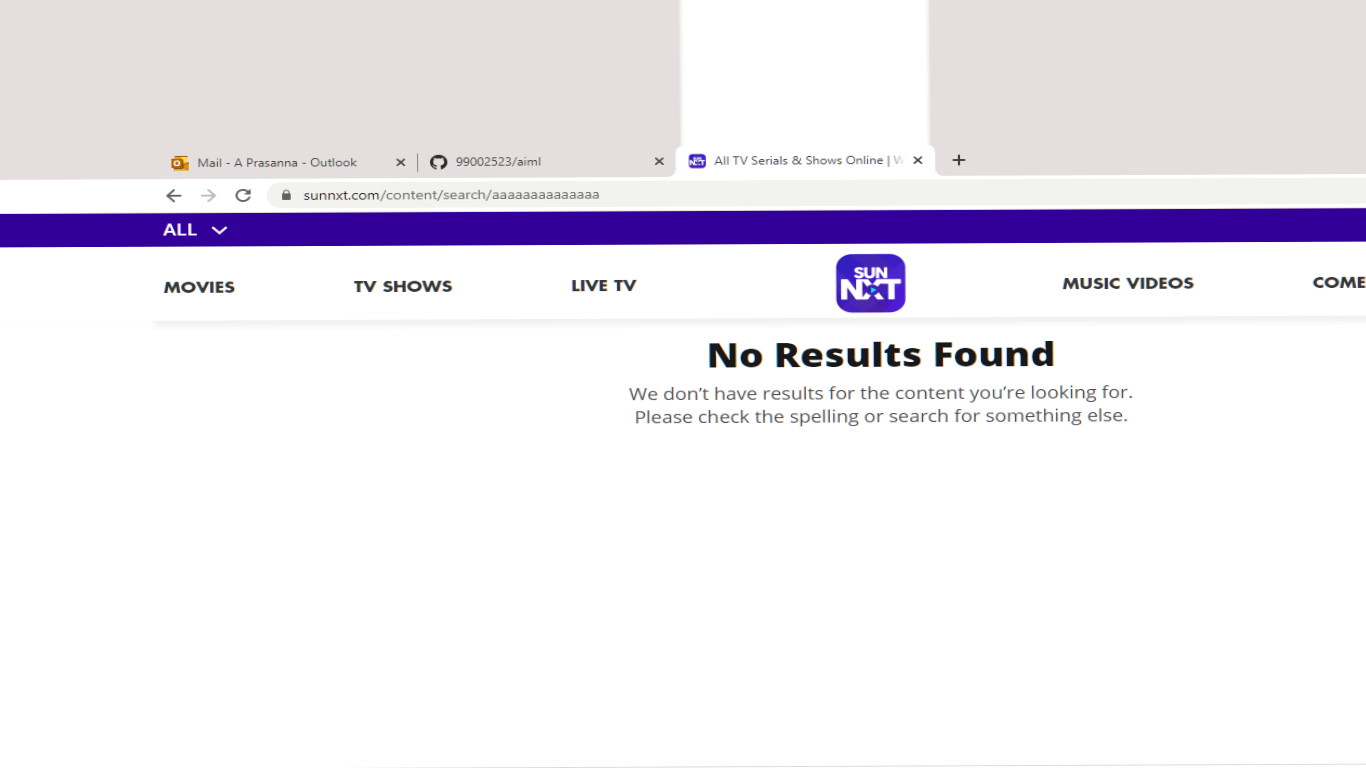 Mail - A Prasanna - Outlook
99002523/aiml
All TV Serials & Shows Online | W
sunnxt.com/content/search/aaaaaaaaaaaaaa
ALL
MOVIES
TV SHOWS
LIVE TV
SUN
NXT
MUSIC VIDEOS
COME
No Results Found
We don’t have results for the content you’re looking for.
Please check the spelling or search for something else.